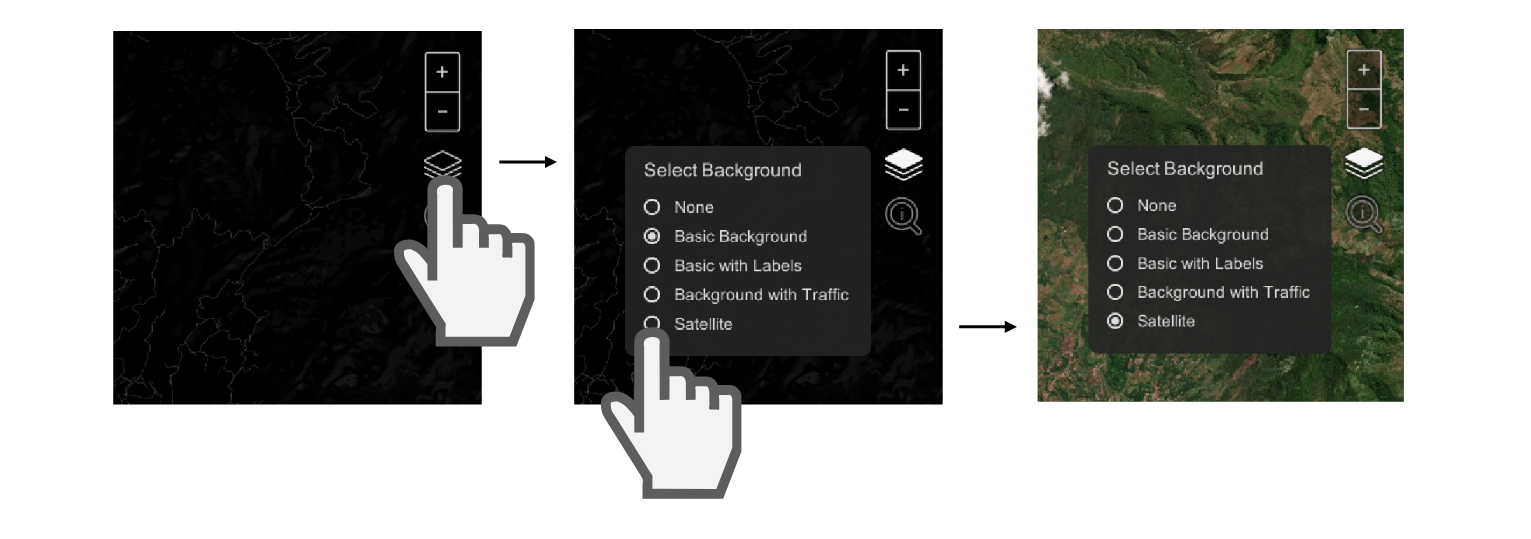 +
−
+
−
Select Background
None
Basic Background
Basic with Labels
Background with Traffic
Satellite
i
+
−
Select Background
None
Basic Background
Basic with Labels
Background with Traffic
Satellite
i